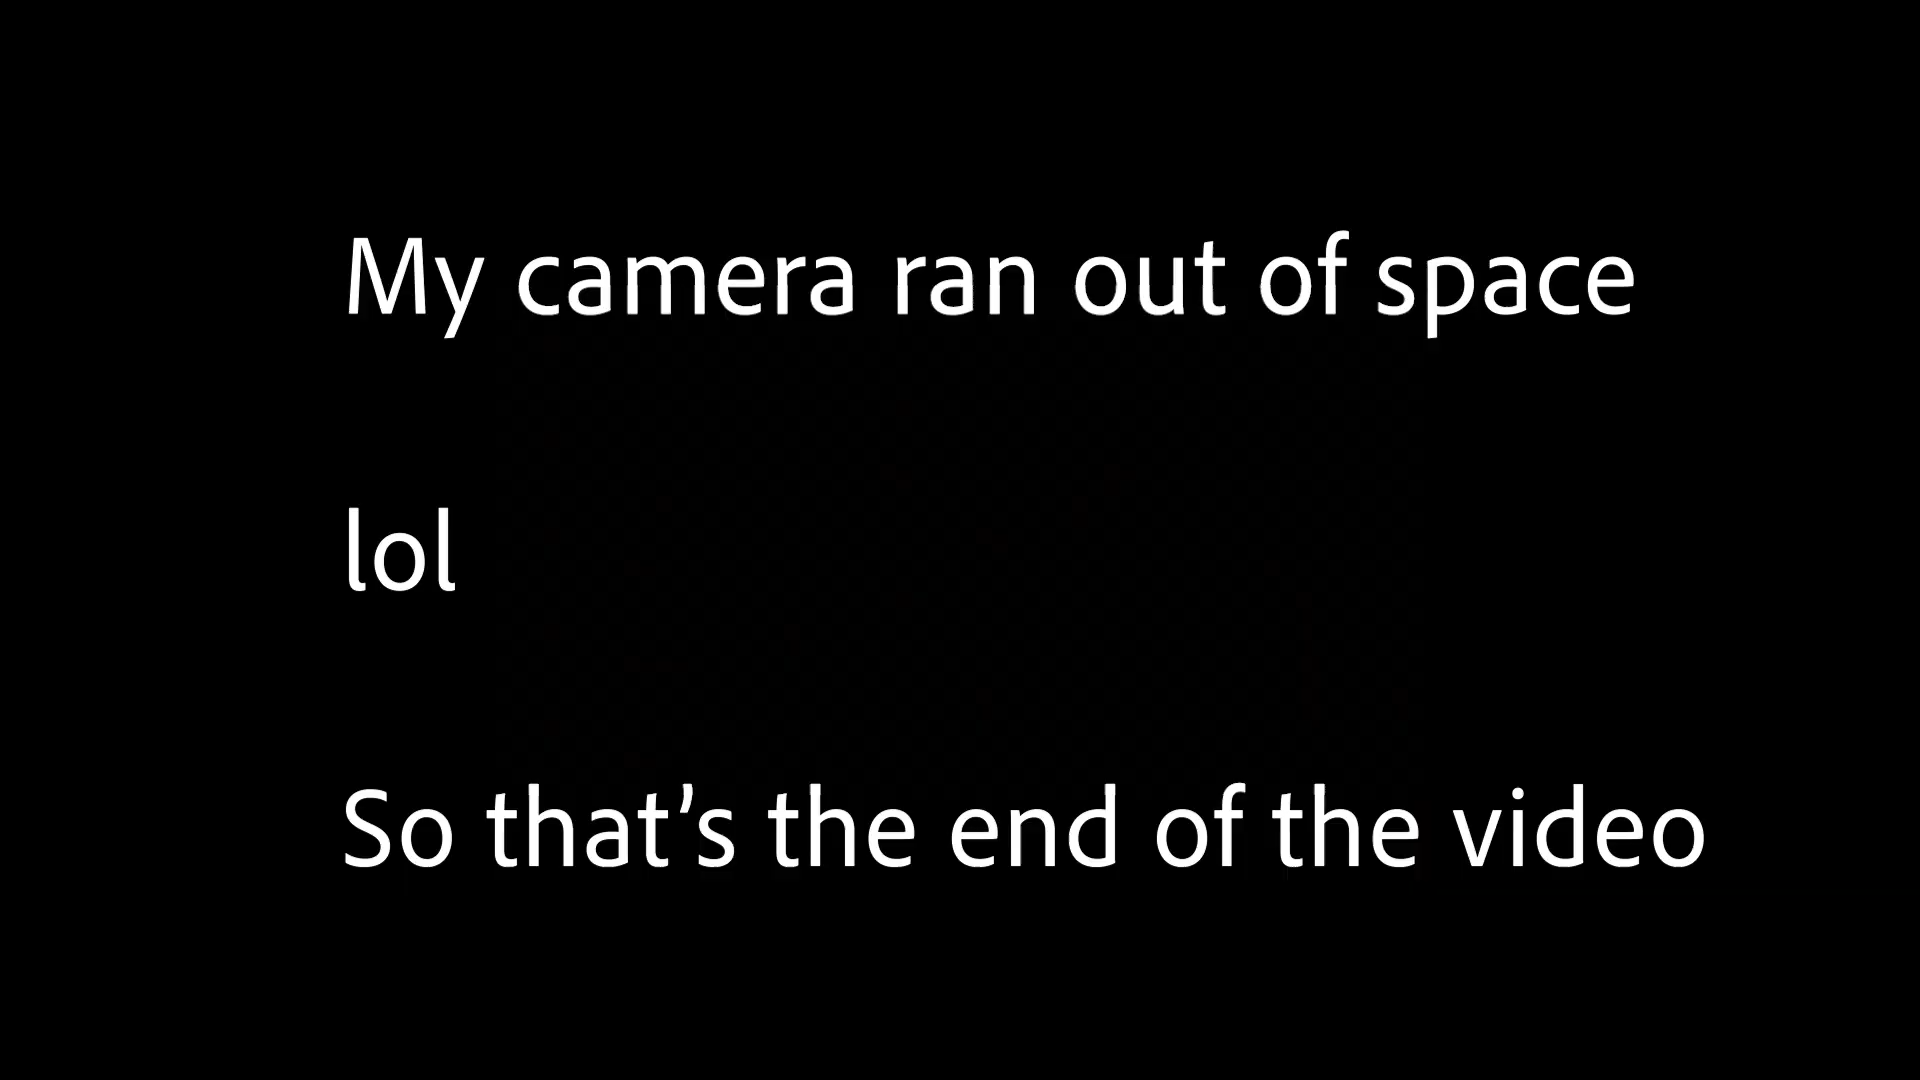 My camera ran out of space
lol
So that’s the end of the video